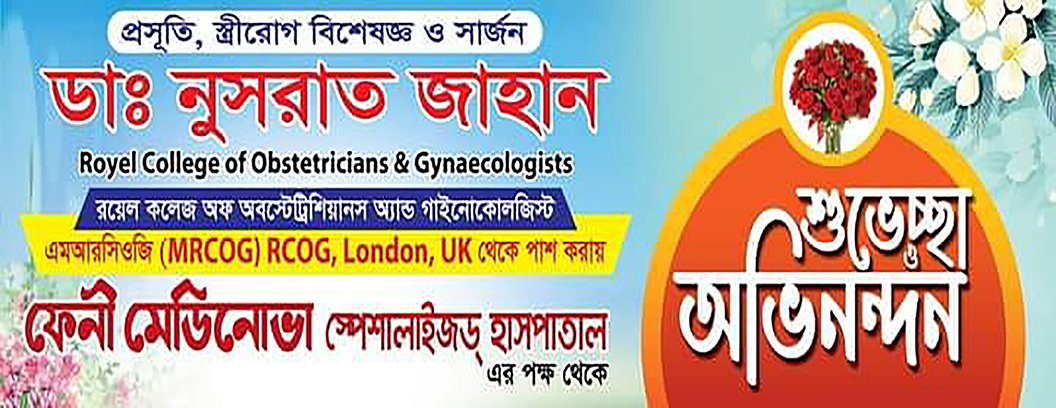 প্রসূতি, স্ত্রীরোগ বিশেষজ্ঞ ও সার্জন
ডাঃ নুসরাত জাহান
Royel College of Obstetricians & Gynaecologists
রয়েল কলেজ অফ অবস্টেট্রিশিয়ানস অ্যান্ড গাইনোকোলজিস্ট
এমআরসিওজি (MRCOG) RCOG, London, UK থেকে পাশ করায়
ফেনী মেডিনোভা স্পেশালাইজড্ হাসপাতাল
এর পক্ষ থেকে
শুভেচ্ছা
ও
অভিনন্দন